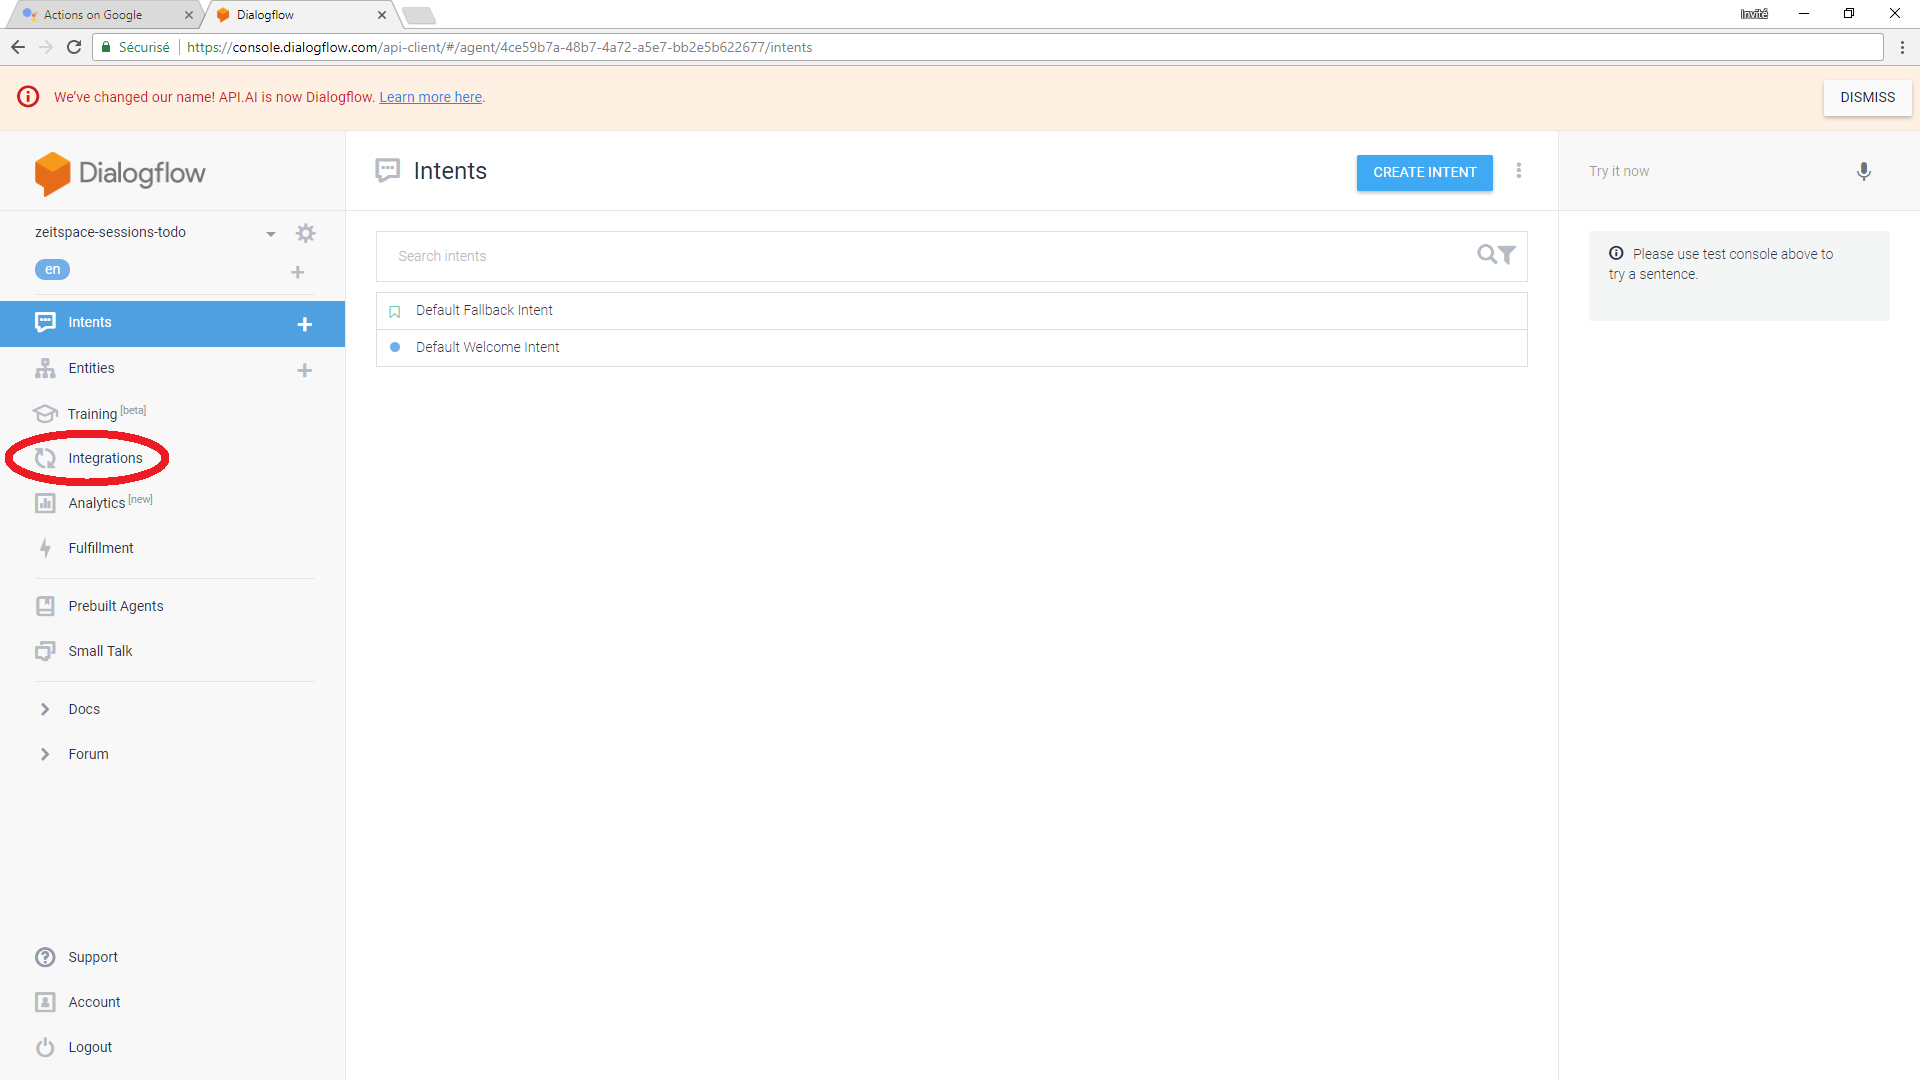 Actions on Google
Dialogflow
Invité
Sécurisé
https://console.dialogflow.com/api-client/#/agent/4ce59b7a-48b7-4a72-a5e7-bb2e5b622677/intents
We've changed our name! API.AI is now Dialogflow. Learn more here.
DISMISS
Dialogflow
zeitspace-sessions-todo
en
Intents
Entities
Training [beta]
Integrations
Analytics [new]
Fulfillment
Prebuilt Agents
Small Talk
Docs
Forum
Support
Account
Logout
Intents
CREATE INTENT
Search intents
Default Fallback Intent
Default Welcome Intent
Try it now
Please use test console above to
try a sentence.